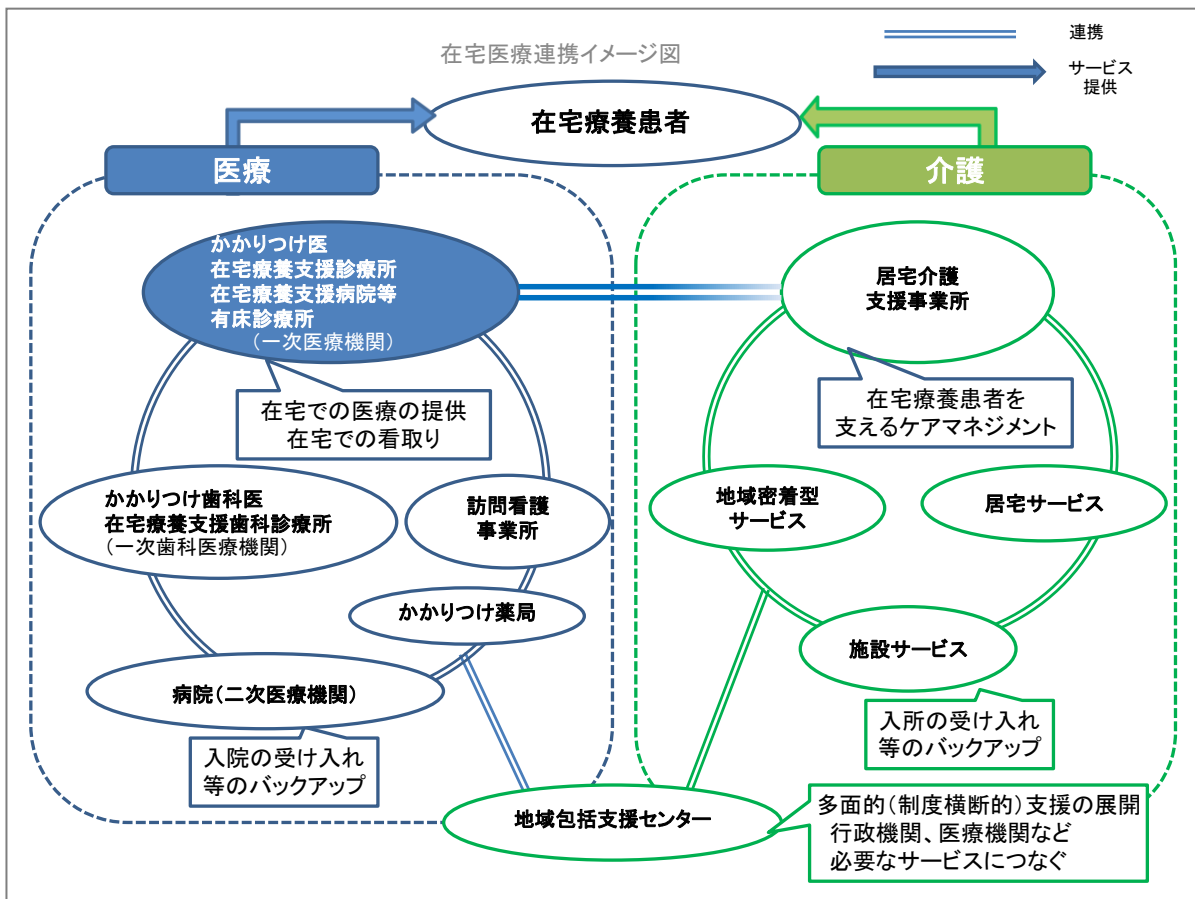 在宅医療連携イメージ図
連携
サービス
提供
在宅療養患者
医療
介護
かかりつけ医
在宅療養支援診療所
在宅療養支援病院等
有床診療所
（一次医療機関）
居宅介護
支援事業所
在宅での医療の提供
在宅での看取り
在宅療養患者を
支えるケアマネジメント
かかりつけ歯科医
在宅療養支援歯科診療所
（一次歯科医療機関）
訪問看護
事業所
地域密着型
サービス
居宅サービス
かかりつけ薬局
施設サービス
病院（二次医療機関）
入院の受け入れ
等のバックアップ
入所の受け入れ
等のバックアップ
地域包括支援センター
多面的（制度横断的）支援の展開
行政機関、医療機関など
必要なサービスにつなぐ